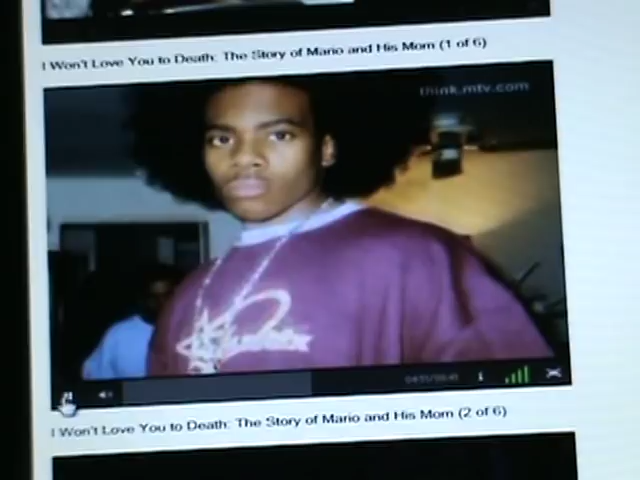 I Won't Love You to Death: The Story of Mario and His Mom (1 of 6)
think.mtv.com
I Won't Love You to Death: The Story of Mario and His Mom (2 of 6)